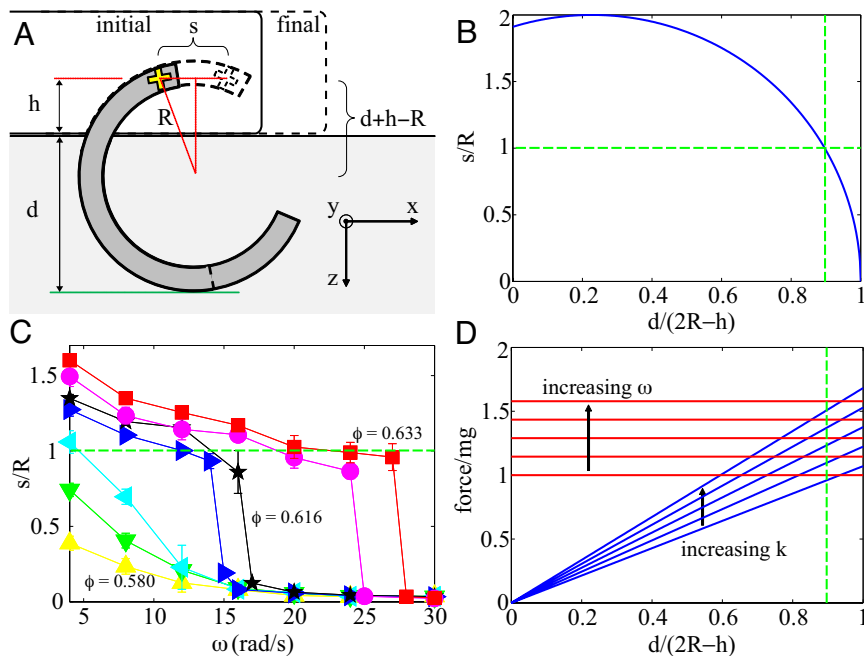 A
initial
final
s
h
R
d+h−R
d
y
x
z
B
s/R
2
1.5
1
0.5
0
0
0.2
0.4
0.6
0.8
1
d/(2R−h)
C
s/R
1.5
1
0.5
0
ϕ = 0.633
ϕ = 0.616
ϕ = 0.580
5
10
15
20
25
30
ω (rad/s)
D
force/mg
2
1.5
1
0.5
0
increasing ω
increasing k
0
0.2
0.4
0.6
0.8
1
d/(2R−h)